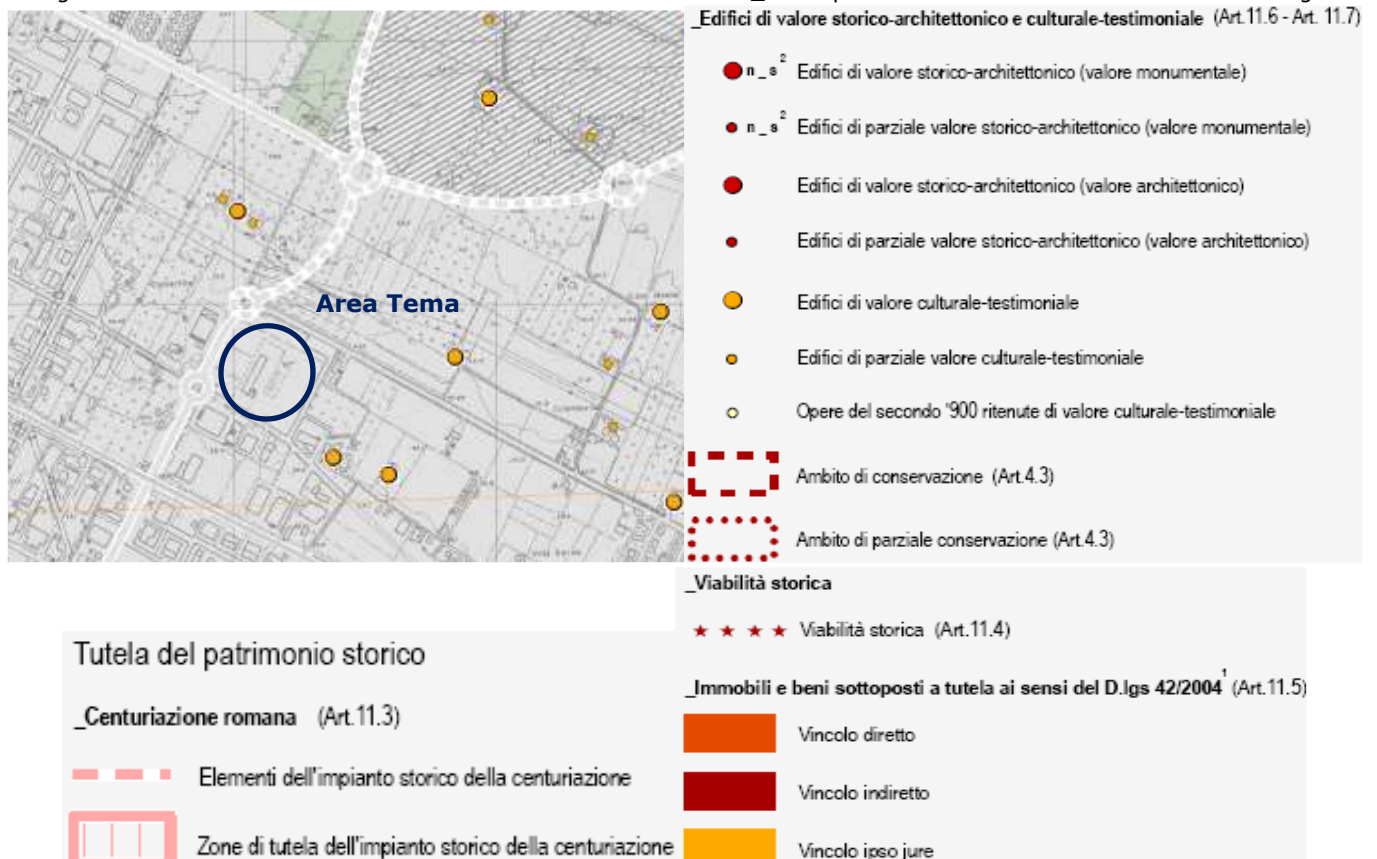 Area Tema
_Edifici di valore storico-architettonico e culturale-testimoniale (Art.11.6 - Art. 11.7)
n_s² Edifici di valore storico-architettonico (valore monumentale)
n_s² Edifici di parziale valore storico-architettonico (valore monumentale)
Edifici di valore storico-architettonico (valore architettonico)
Edifici di parziale valore storico-architettonico (valore architettonico)
Edifici di valore culturale-testimoniale
Edifici di parziale valore culturale-testimoniale
Opere del secondo '900 ritenute di valore culturale-testimoniale
Ambito di conservazione (Art.4.3)
Ambito di parziale conservazione (Art.4.3)
Tutela del patrimonio storico
_Centuriazione romana (Art.11.3)
Elementi dell'impianto storico della centuriazione
Zone di tutela dell'impianto storico della centuriazione
_Viabilità storica
Viabilità storica (Art.11.4)
_Immobili e beni sottoposti a tutela ai sensi del D.lgs 42/2004¹ (Art.11.5)
Vincolo diretto
Vincolo indiretto
Vincolo ipso jure